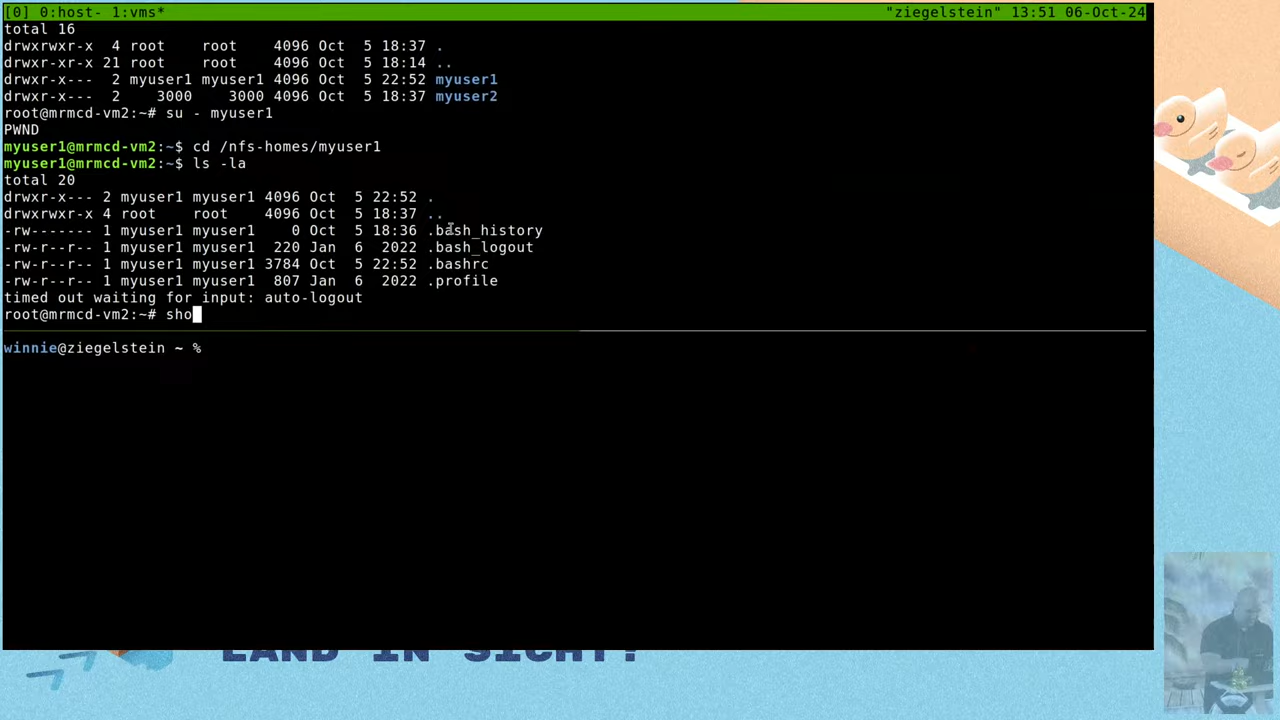 [0] 0:host- 1:vms* "ziegelstein" 13:51 06-Oct-24
total 16
drwxrwxr-x 4 root root 4096 Oct 5 18:37 .
drwxr-xr-x 21 root root 4096 Oct 5 18:14 ..
drwxr-x--- 2 myuser1 myuser1 4096 Oct 5 22:52 myuser1
drwxr-x--- 2 3000 3000 4096 Oct 5 18:37 myuser2
root@mrmcd-vm2:~# su - myuser1
PWND
myuser1@mrmcd-vm2:~$ cd /nfs-homes/myuser1
myuser1@mrmcd-vm2:~$ ls -la
total 20
drwxr-x--- 2 myuser1 myuser1 4096 Oct 5 22:52 .
drwxrwxr-x 4 root root 4096 Oct 5 18:37 ..
-rw------- 1 myuser1 myuser1 0 Oct 5 18:36 .bash_history
-rw-r--r-- 1 myuser1 myuser1 220 Jan 6 2022 .bash_logout
-rw-r--r-- 1 myuser1 myuser1 3784 Oct 5 22:52 .bashrc
-rw-r--r-- 1 myuser1 myuser1 807 Jan 6 2022 .profile
timed out waiting for input: auto-logout
root@mrmcd-vm2:~# sho
winnie@ziegelstein ~ %
LAND IN SICHT!